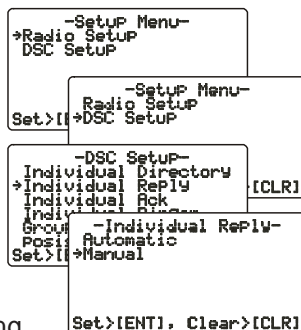 -Setup Menu-
→Radio Setup
DSC Setup
Set>[E
-Setup Menu-
Radio Setup
→DSC Setup
[CLR]
-DSC Setup-
Individual Directory
→Individual Reply
Individual Ack
Set>[E
-Individual Reply-
Automatic
→Manual
Set>[ENT], Clear>[CLR]